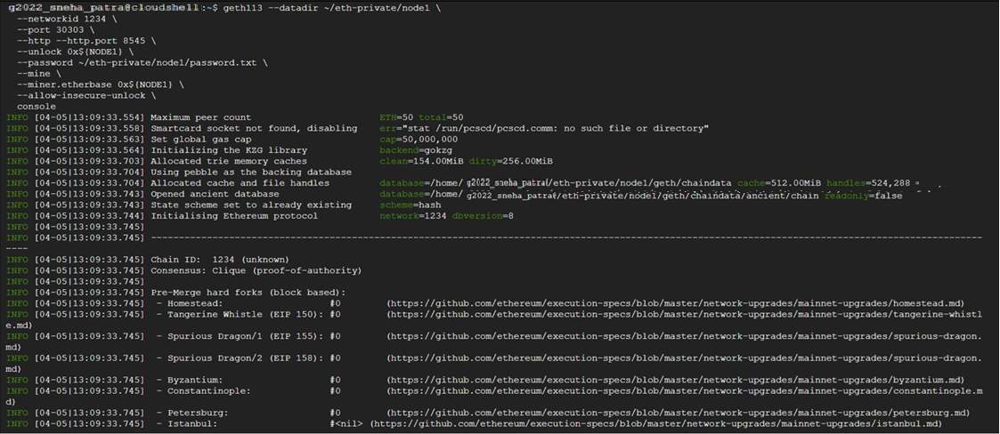 g2022_sneha_patra@cloudshell:~$ geth113 --datadir ~/eth-private/node1 \
--networkid 1234 \
--port 30303 \
--http --http.port 8545 \
--unlock 0x${NODE1} \
--password ~/eth-private/node1/password.txt \
--mine \
--miner.etherbase 0x${NODE1} \
--allow-insecure-unlock \
console
INFO [04-05|13:09:33.554] Maximum peer count ETH=50 total=50
INFO [04-05|13:09:33.558] Smartcard socket not found, disabling err="stat /run/pcscd/pcscd.comm: no such file or directory"
INFO [04-05|13:09:33.563] Set global gas cap cap=50,000,000
INFO [04-05|13:09:33.564] Initializing the KZG library backend=gokzg
INFO [04-05|13:09:33.703] Allocated trie memory caches clean=154.00MiB dirty=256.00MiB
INFO [04-05|13:09:33.704] Using pebble as the backing database
INFO [04-05|13:09:33.704] Allocated cache and file handles database=/home/ g2022_sneha_patra/eth-private/node1/geth/chaindata cache=512.00MiB handles=524,288
INFO [04-05|13:09:33.743] Opened ancient database database=/home/ g2022_sneha_patra/eth-private/node1/geth/chaindata/ancient/chain readonly=false
INFO [04-05|13:09:33.743] State scheme set to already existing scheme=hash
INFO [04-05|13:09:33.744] Initialising Ethereum protocol network=1234 dbversion=8
INFO [04-05|13:09:33.745]
INFO [04-05|13:09:33.745] ------------------------------------------------------------------------------------------------------------------------------------------------------
----
INFO [04-05|13:09:33.745] Chain ID:  1234 (unknown)
INFO [04-05|13:09:33.745] Consensus: Clique (proof-of-authority)
INFO [04-05|13:09:33.745]
INFO [04-05|13:09:33.745] Pre-Merge hard forks (block based):
INFO [04-05|13:09:33.745]  - Homestead: #0 (https://github.com/ethereum/execution-specs/blob/master/network-upgrades/mainnet-upgrades/homestead.md)
INFO [04-05|13:09:33.745]  - Tangerine Whistle (EIP 150): #0 (https://github.com/ethereum/execution-specs/blob/master/network-upgrades/mainnet-upgrades/tangerine-whistl
e.md)
INFO [04-05|13:09:33.745]  - Spurious Dragon/1 (EIP 155): #0 (https://github.com/ethereum/execution-specs/blob/master/network-upgrades/mainnet-upgrades/spurious-dragon.
md)
INFO [04-05|13:09:33.745]  - Spurious Dragon/2 (EIP 158): #0 (https://github.com/ethereum/execution-specs/blob/master/network-upgrades/mainnet-upgrades/spurious-dragon.
md)
INFO [04-05|13:09:33.745]  - Byzantium: #0 (https://github.com/ethereum/execution-specs/blob/master/network-upgrades/mainnet-upgrades/byzantium.md)
INFO [04-05|13:09:33.745]  - Constantinople: #0 (https://github.com/ethereum/execution-specs/blob/master/network-upgrades/mainnet-upgrades/constantinople.m
d)
INFO [04-05|13:09:33.745]  - Petersburg: #0 (https://github.com/ethereum/execution-specs/blob/master/network-upgrades/mainnet-upgrades/petersburg.md)
INFO [04-05|13:09:33.745]  - Istanbul: #<nil> (https://github.com/ethereum/execution-specs/blob/master/network-upgrades/mainnet-upgrades/istanbul.md)